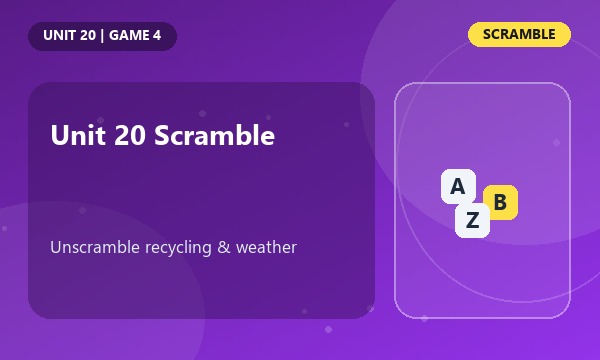 UNIT 20 | GAME 4
SCRAMBLE
Unit 20 Scramble
Unscramble recycling & weather
A
B
Z